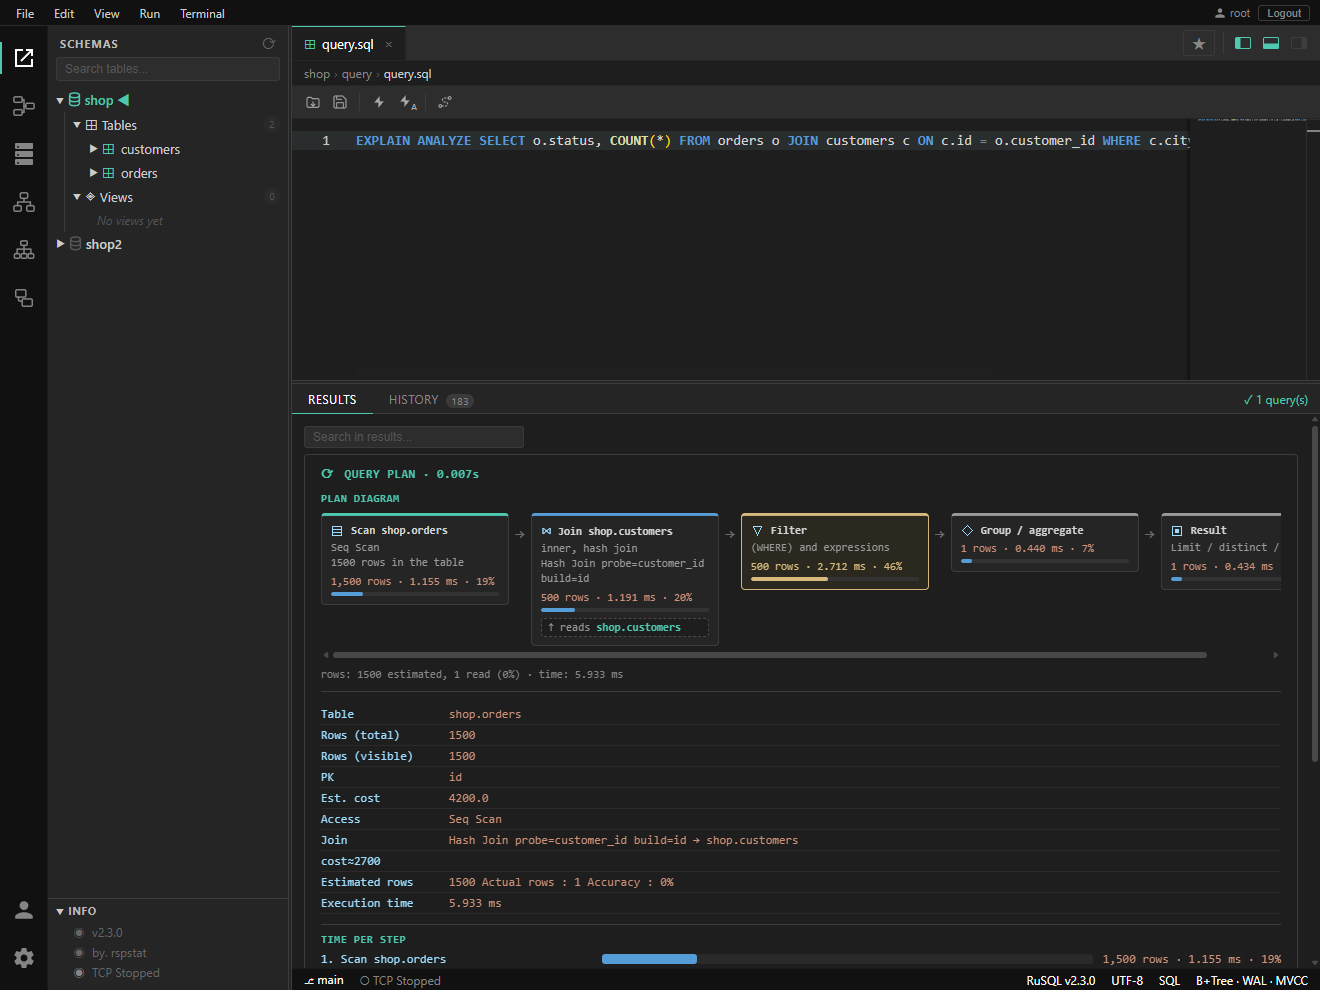 File Edit View Run Terminal
root Logout
SCHEMAS
Search tables...
shop
Tables 2
customers
orders
Views 0
No views yet
shop2
query.sql ×
shop › query › query.sql
1 EXPLAIN ANALYZE SELECT o.status, COUNT(*) FROM orders o JOIN customers c ON c.id = o.customer_id WHERE c.city
RESULTS HISTORY 183
✓ 1 query(s)
Search in results...
QUERY PLAN · 0.007s
PLAN DIAGRAM
Scan shop.orders
Seq Scan
1500 rows in the table
1,500 rows · 1.155 ms · 19%
Join shop.customers
inner, hash join
Hash Join probe=customer_id
build=id
500 rows · 1.191 ms · 20%
↑ reads shop.customers
Filter
(WHERE) and expressions
500 rows · 2.712 ms · 46%
Group / aggregate
1 rows · 0.440 ms · 7%
Result
Limit / distinct /
1 rows · 0.434 ms
rows: 1500 estimated, 1 read (0%) · time: 5.933 ms
Table shop.orders
Rows (total) 1500
Rows (visible) 1500
PK id
Est. cost 4200.0
Access Seq Scan
Join Hash Join probe=customer_id build=id → shop.customers
cost≈2700
Estimated rows 1500 Actual rows : 1 Accuracy : 0%
Execution time 5.933 ms
TIME PER STEP
1. Scan shop.orders 1,500 rows · 1.155 ms · 19%
INFO
v2.3.0
by. rspstat
TCP Stopped
main TCP Stopped
RuSQL v2.3.0 UTF-8 SQL B+Tree · WAL · MVCC